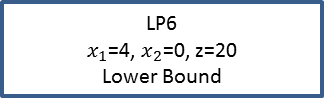 LP6
𝑥₁=4, 𝑥₂=0, z=20
Lower Bound